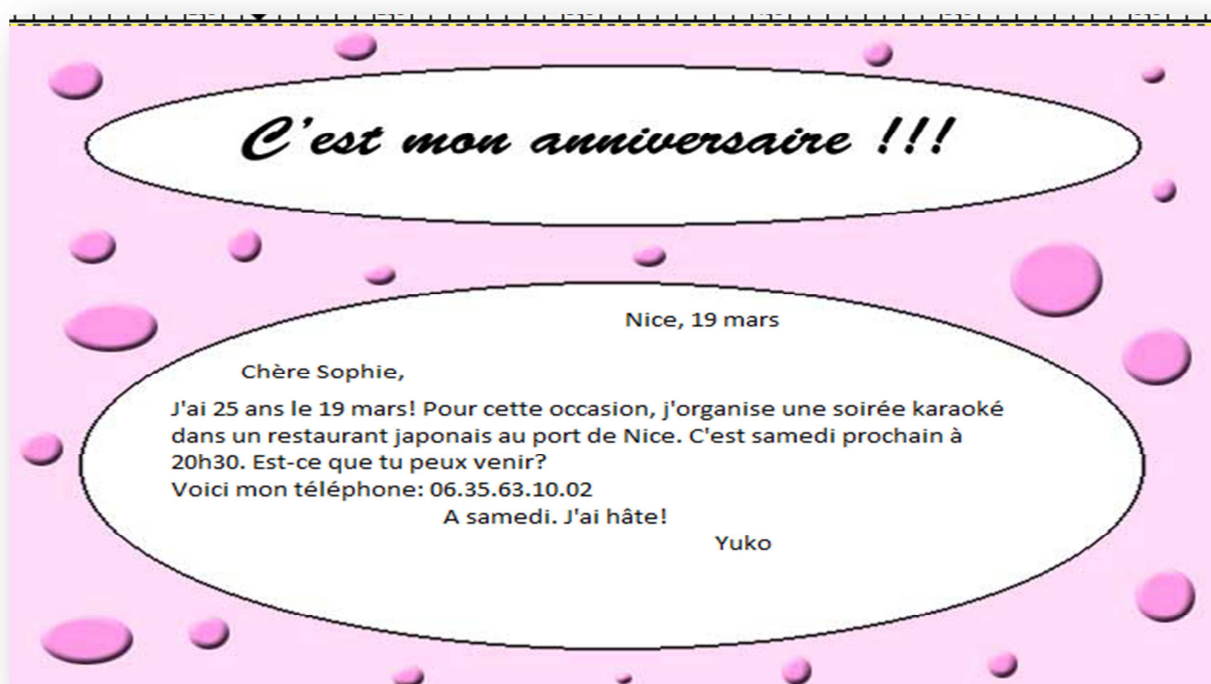 C'est mon anniversaire !!!
Nice, 19 mars
Chère Sophie,
J'ai 25 ans le 19 mars! Pour cette occasion, j'organise une soirée karaoké
dans un restaurant japonais au port de Nice. C'est samedi prochain à
20h30. Est-ce que tu peux venir?
Voici mon téléphone: 06.35.63.10.02
A samedi. J'ai hâte!
Yuko